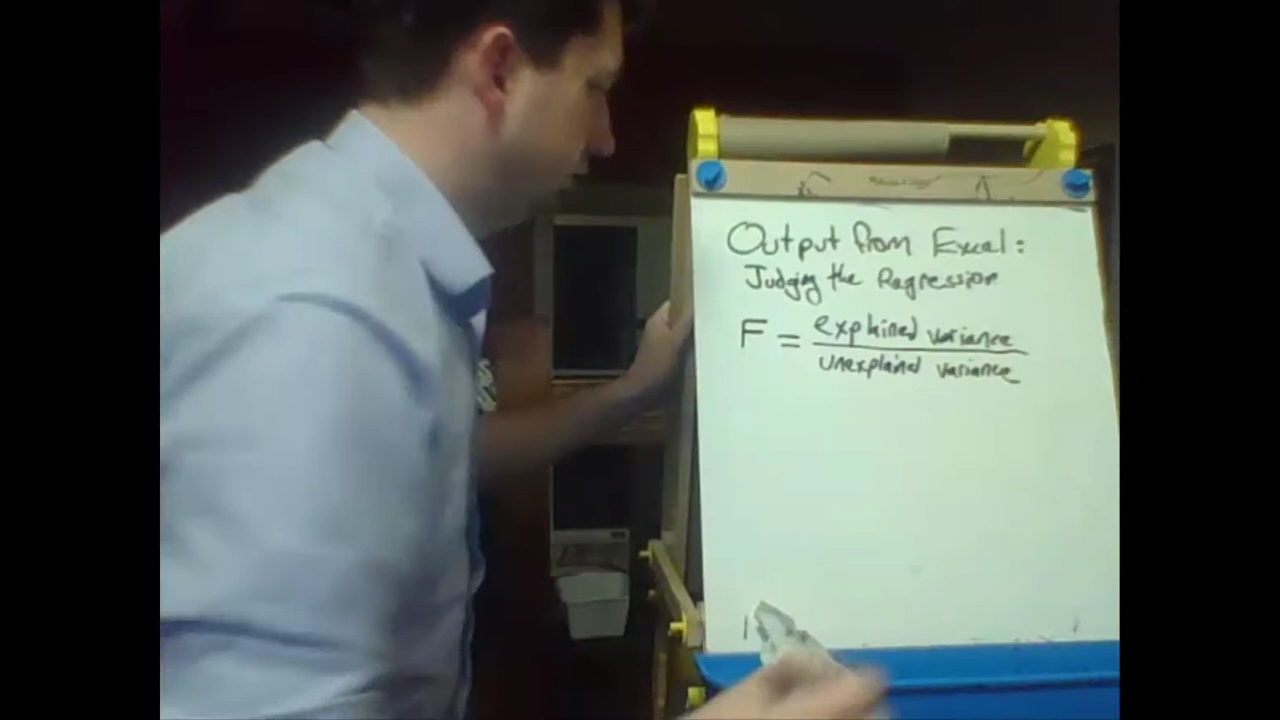 Output from Excel:
Judging the Regression
F = explained variance
unexplained variance